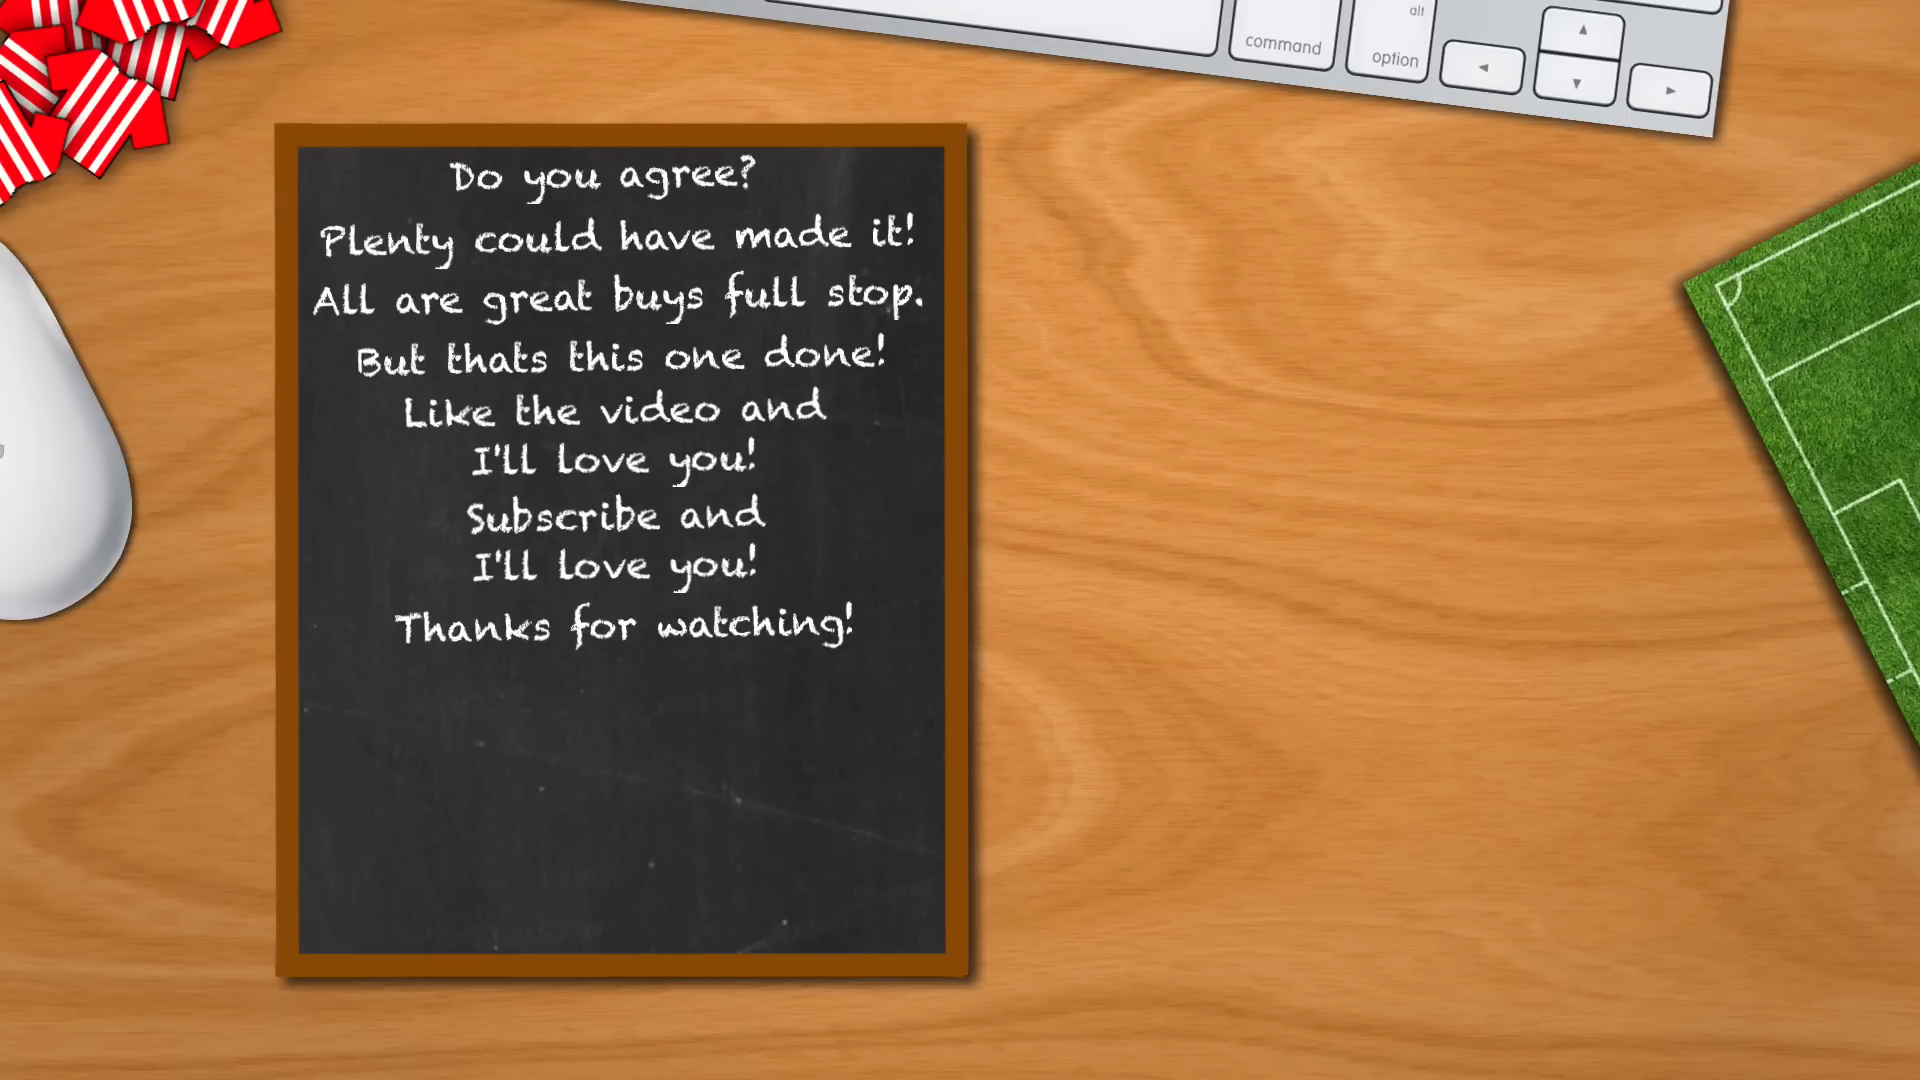 alt
command
option
Do you agree?
Plenty could have made it!
All are great buys full stop.
But thats this one done!
Like the video and
I'll love you!
Subscribe and
I'll love you!
Thanks for watching!